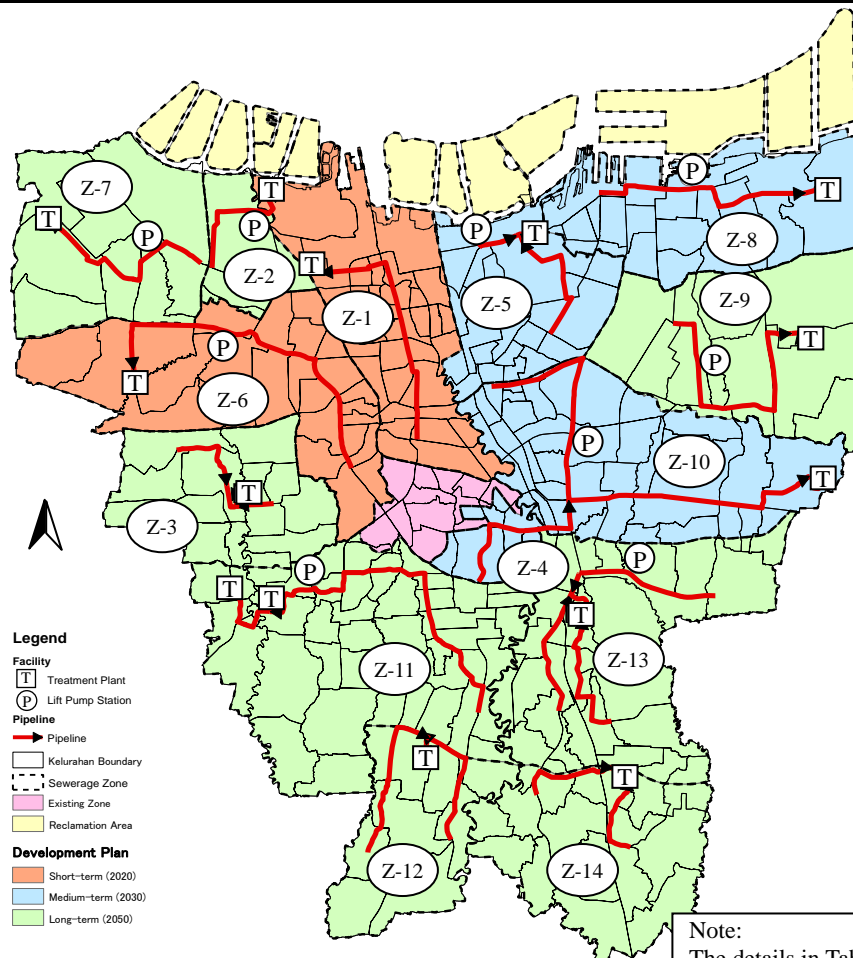 Z-7
T
P
T
P
Z-2
T
Z-1
P
T
Z-8
P
T
Z-5
Z-9
T
P
P
T
Z-6
P
Z-10
T
T
Z-3
Z-4
P
P
T
T
T
Z-13
Z-11
T
T
Z-12
Z-14
Legend
Facility
T Treatment Plant
P Lift Pump Station
Pipeline
Pipeline
Kelurahan Boundary
Sewerage Zone
Existing Zone
Reclamation Area
Development Plan
Short-term (2020)
Medium-term (2030)
Long-term (2050)
Note: